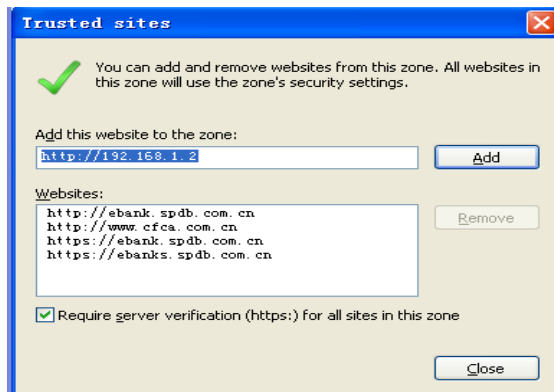 Trusted sites
You can add and remove websites from this zone. All websites in
this zone will use the zone's security settings.
Add this website to the zone:
http://192.168.1.2
Add
Websites:
http://ebank.spdb.com.cn
http://www.cfca.com.cn
https://ebank.spdb.com.cn
https://ebanks.spdb.com.cn
Remove
Require server verification (https:) for all sites in this zone
Close